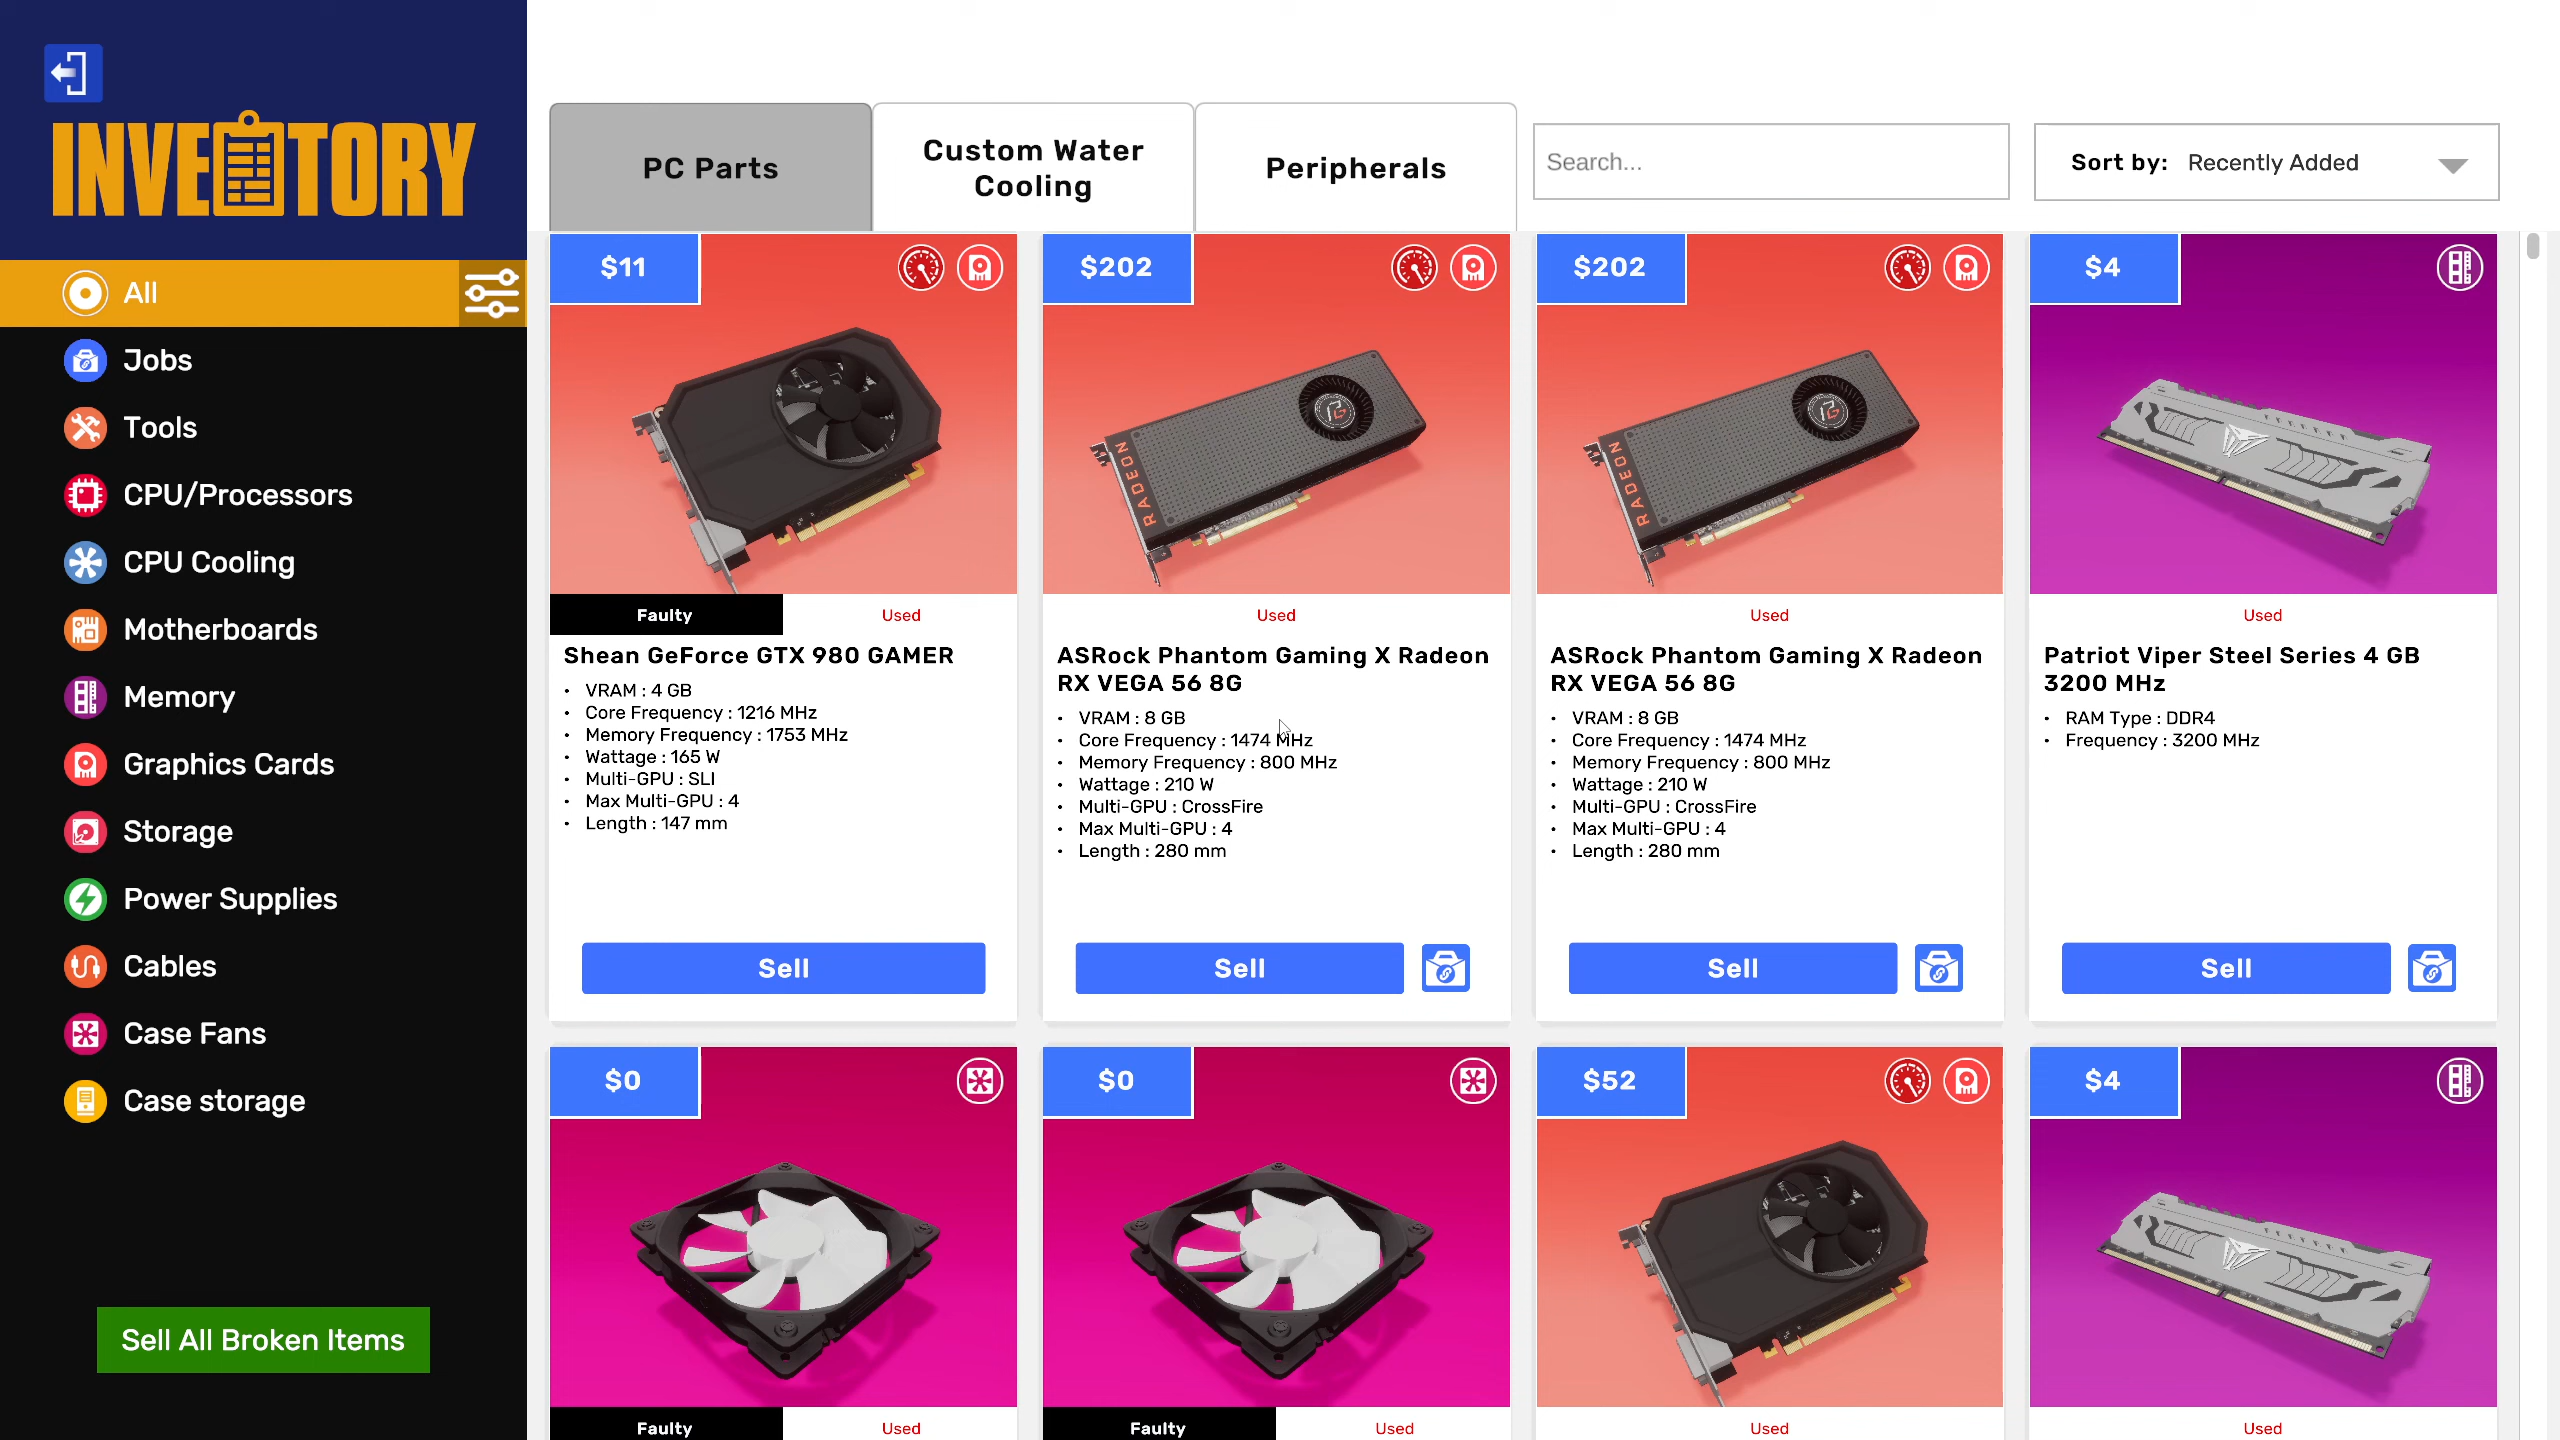 INVENTORY
PC Parts
Custom Water
Cooling
Peripherals
Search...
Sort by: Recently Added
All
Jobs
Tools
CPU/Processors
CPU Cooling
Motherboards
Memory
Graphics Cards
Storage
Power Supplies
Cables
Case Fans
Case storage
Sell All Broken Items
$11
RADEON
$202
RADEON
$202
$4
Faulty
Used
Shean GeForce GTX 980 GAMER
• VRAM : 4 GB
• Core Frequency : 1216 MHz
• Memory Frequency : 1753 MHz
• Wattage : 165 W
• Multi-GPU : SLI
• Max Multi-GPU : 4
• Length : 147 mm
Sell
Used
ASRock Phantom Gaming X Radeon
RX VEGA 56 8G
• VRAM : 8 GB
• Core Frequency : 1474 MHz
• Memory Frequency : 800 MHz
• Wattage : 210 W
• Multi-GPU : CrossFire
• Max Multi-GPU : 4
• Length : 280 mm
Sell
Used
ASRock Phantom Gaming X Radeon
RX VEGA 56 8G
• VRAM : 8 GB
• Core Frequency : 1474 MHz
• Memory Frequency : 800 MHz
• Wattage : 210 W
• Multi-GPU : CrossFire
• Max Multi-GPU : 4
• Length : 280 mm
Sell
Used
Patriot Viper Steel Series 4 GB
3200 MHz
• RAM Type : DDR4
• Frequency : 3200 MHz
Sell
$0
Faulty
Used
$0
Faulty
Used
$52
Used
$4
Used